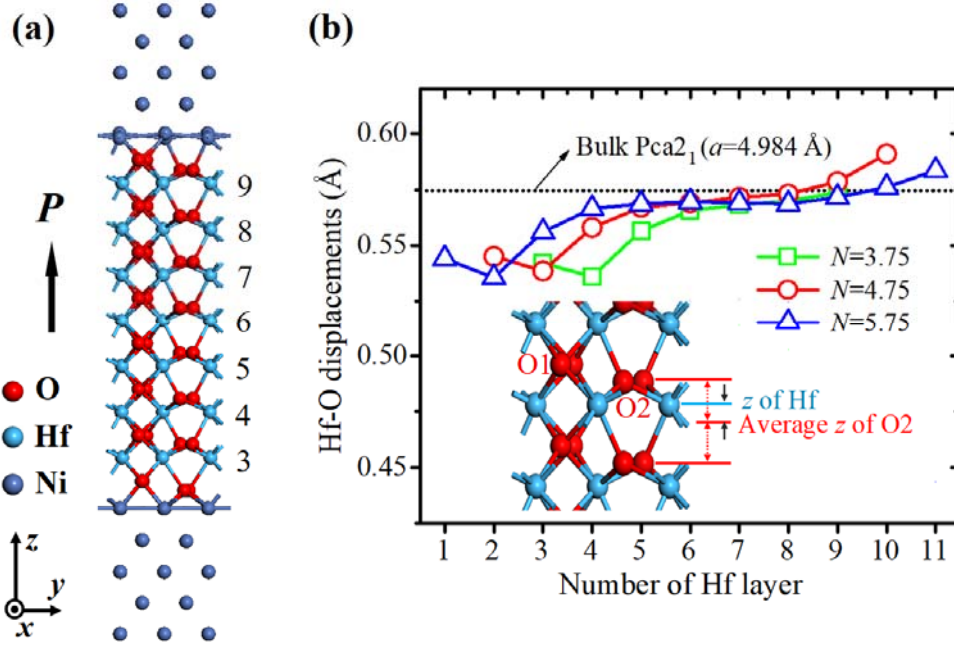 (a)
P
9
8
7
6
5
4
3
O
Hf
Ni
z
y
x
(b)
Hf-O displacements (Å)
0.60
0.55
0.50
0.45
Bulk Pca2₁ (a=4.984 Å)
N=3.75
N=4.75
N=5.75
O1
O2
z of Hf
Average z of O2
1 2 3 4 5 6 7 8 9 10 11
Number of Hf layer